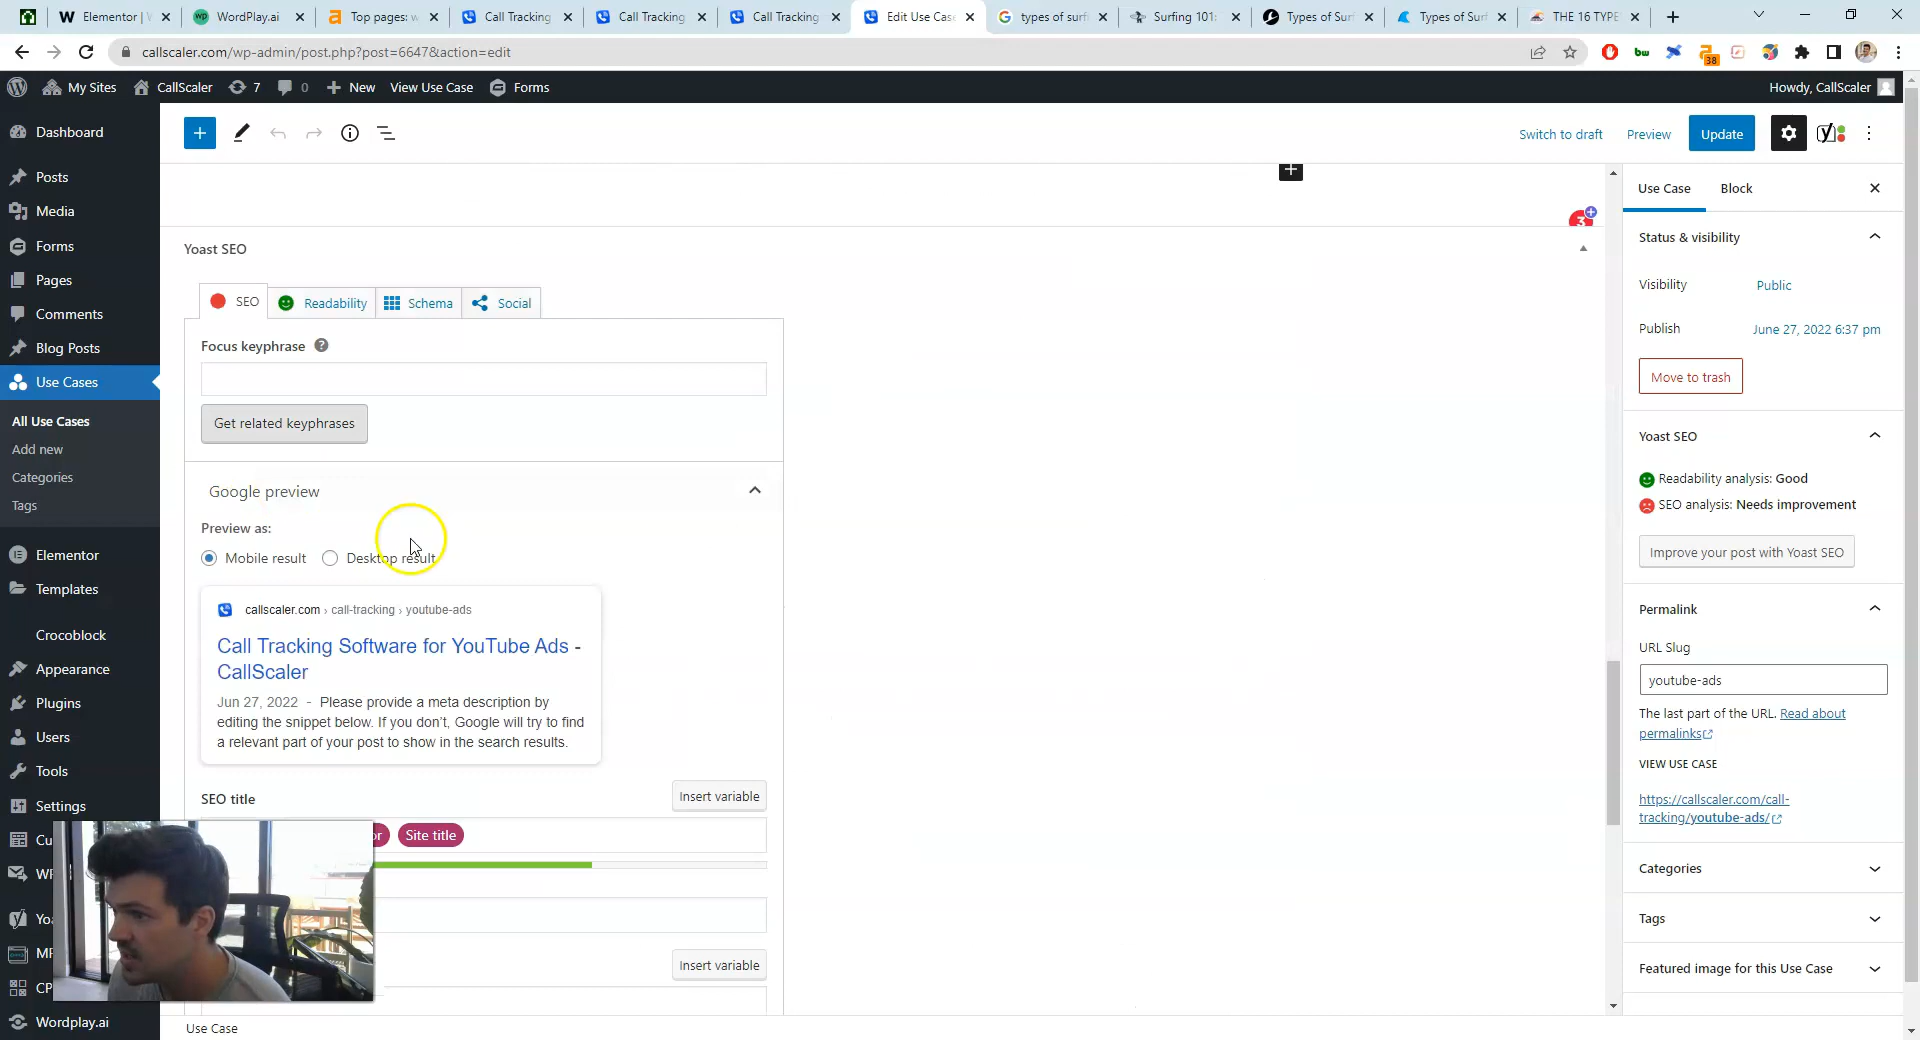 Elementor | W
WordPlay.ai
Top pages: w
Call Tracking
Call Tracking
Call Tracking
Edit Use Case
types of surf
Surfing 101:
Types of Sur
Types of Surf
THE 16 TYPE
callscaler.com/wp-admin/post.php?post=6647&action=edit
38
My Sites
CallScaler
7
0
New
View Use Case
Forms
Howdy, CallScaler
Dashboard
Posts
Media
Forms
Pages
Comments
Blog Posts
Use Cases
All Use Cases
Add new
Categories
Tags
Elementor
Templates
Crocoblock
Appearance
Plugins
Users
Tools
Settings
Cu
WP
Yoa
CP
Wordplay.ai
Switch to draft
Preview
Update
3
Yoast SEO
SEO
Readability
Schema
Social
Focus keyphrase
Get related keyphrases
Google preview
Preview as:
Mobile result
Desktop result
callscaler.com › call-tracking › youtube-ads
Call Tracking Software for YouTube Ads -
CallScaler
Jun 27, 2022 - Please provide a meta description by
editing the snippet below. If you don't, Google will try to find
a relevant part of your post to show in the search results.
SEO title
Insert variable
or
Site title
Insert variable
Use Case
Use Case
Block
Status & visibility
Visibility
Public
Publish
June 27, 2022 6:37 pm
Move to trash
Yoast SEO
Readability analysis: Good
SEO analysis: Needs improvement
Improve your post with Yoast SEO
Permalink
URL Slug
youtube-ads
The last part of the URL. Read about
permalinks
VIEW USE CASE
https://callscaler.com/call-
tracking/youtube-ads/
Categories
Tags
Featured image for this Use Case